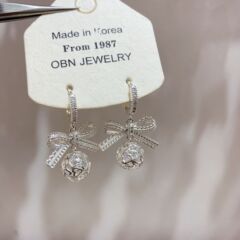 Made in Korea
From 1987
OBN JEWELRY